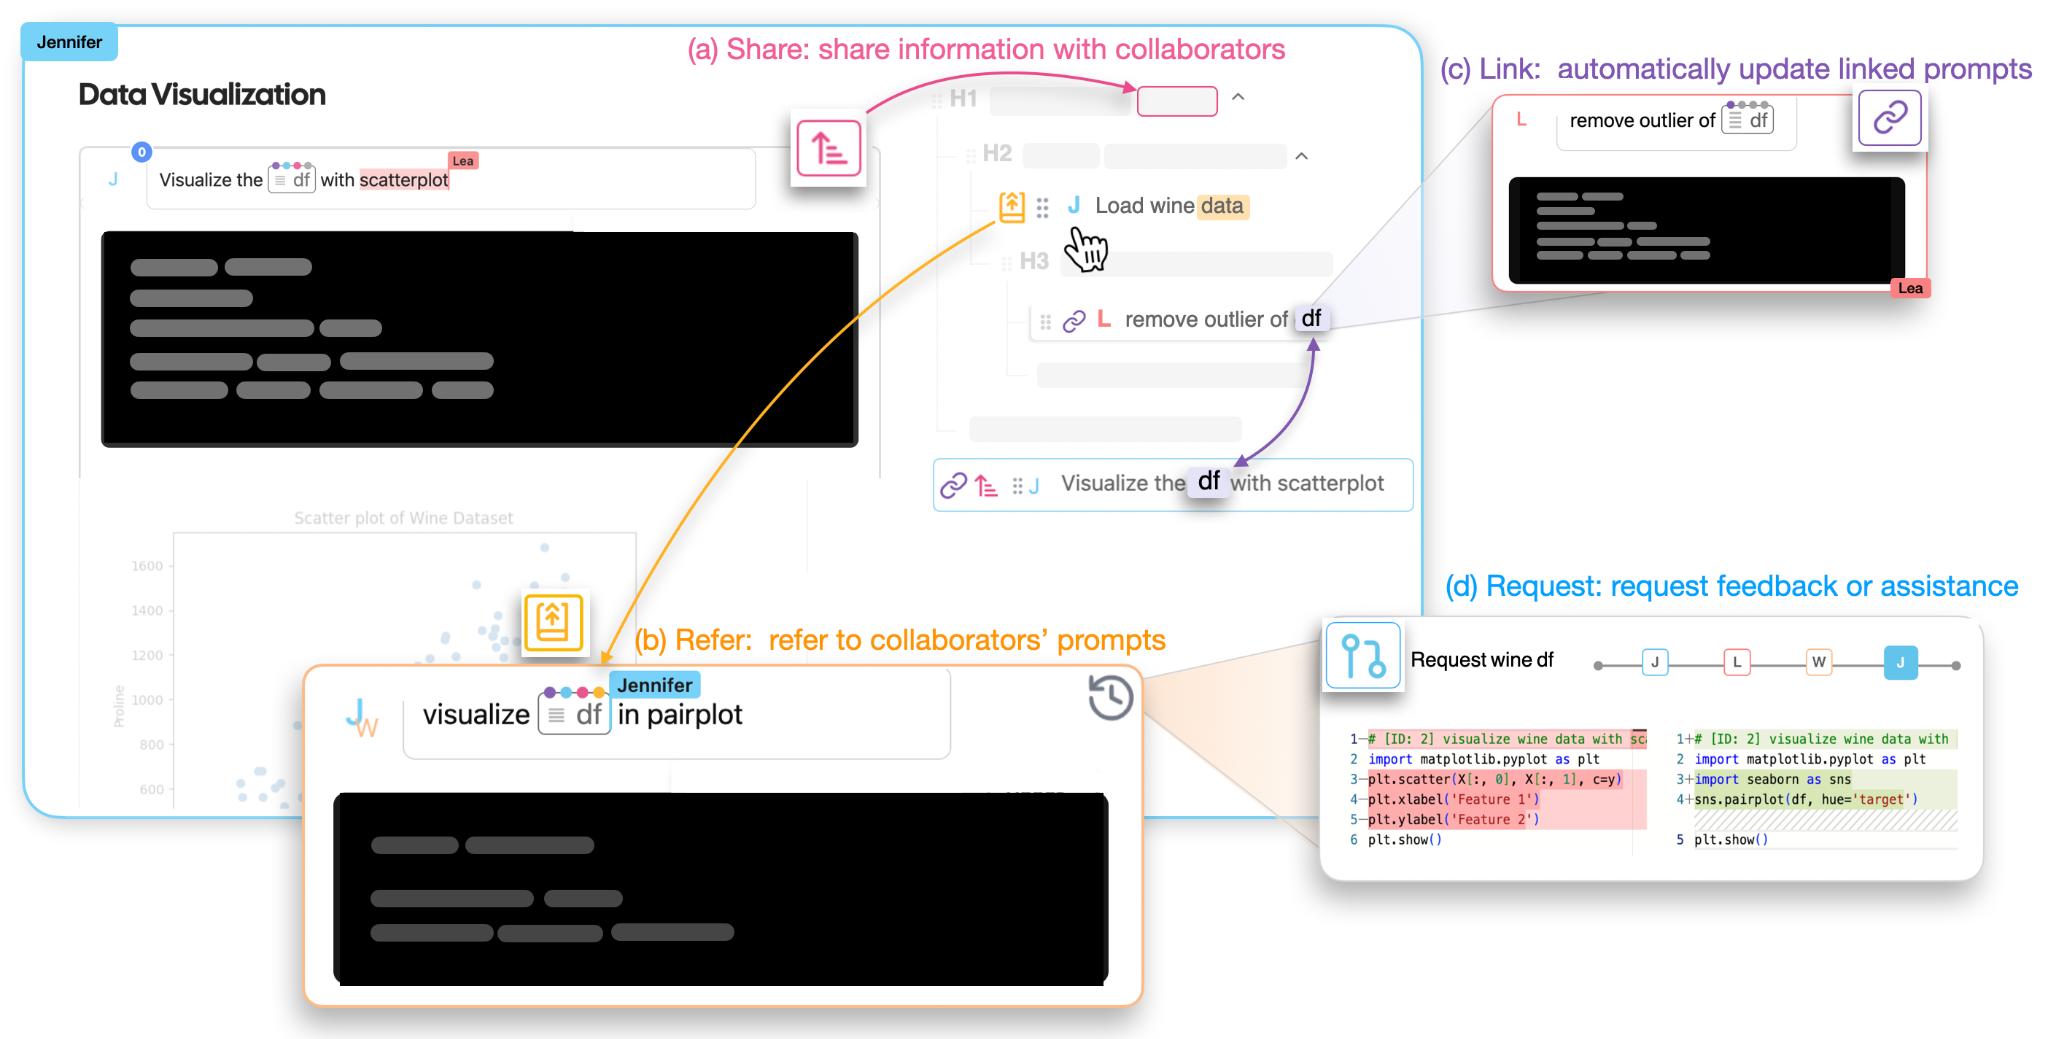 Jennifer
(a) Share: share information with collaborators
(c) Link: automatically update linked prompts
Data Visualization
H1
L
remove outlier of df
0
Lea
J
Visualize the df with scatterplot
H2
J Load wine data
H3
Lea
L remove outlier of df
J Visualize the df with scatterplot
Scatter plot of Wine Dataset
1600
1400
1200
1000
800
600
Proline
(d) Request: request feedback or assistance
(b) Refer: refer to collaborators' prompts
Request wine df
J L W J
Jennifer
JW
visualize df in pairplot
1 # [ID: 2] visualize wine data with
2 import matplotlib.pyplot as plt
3 plt.scatter(X[:, 0], X[:, 1], c=y)
4 plt.xlabel('Feature 1')
5 plt.ylabel('Feature 2')
6 plt.show()
1+# [ID: 2] visualize wine data with
2 import matplotlib.pyplot as plt
3+import seaborn as sns
4+sns.pairplot(df, hue='target')
5 plt.show()